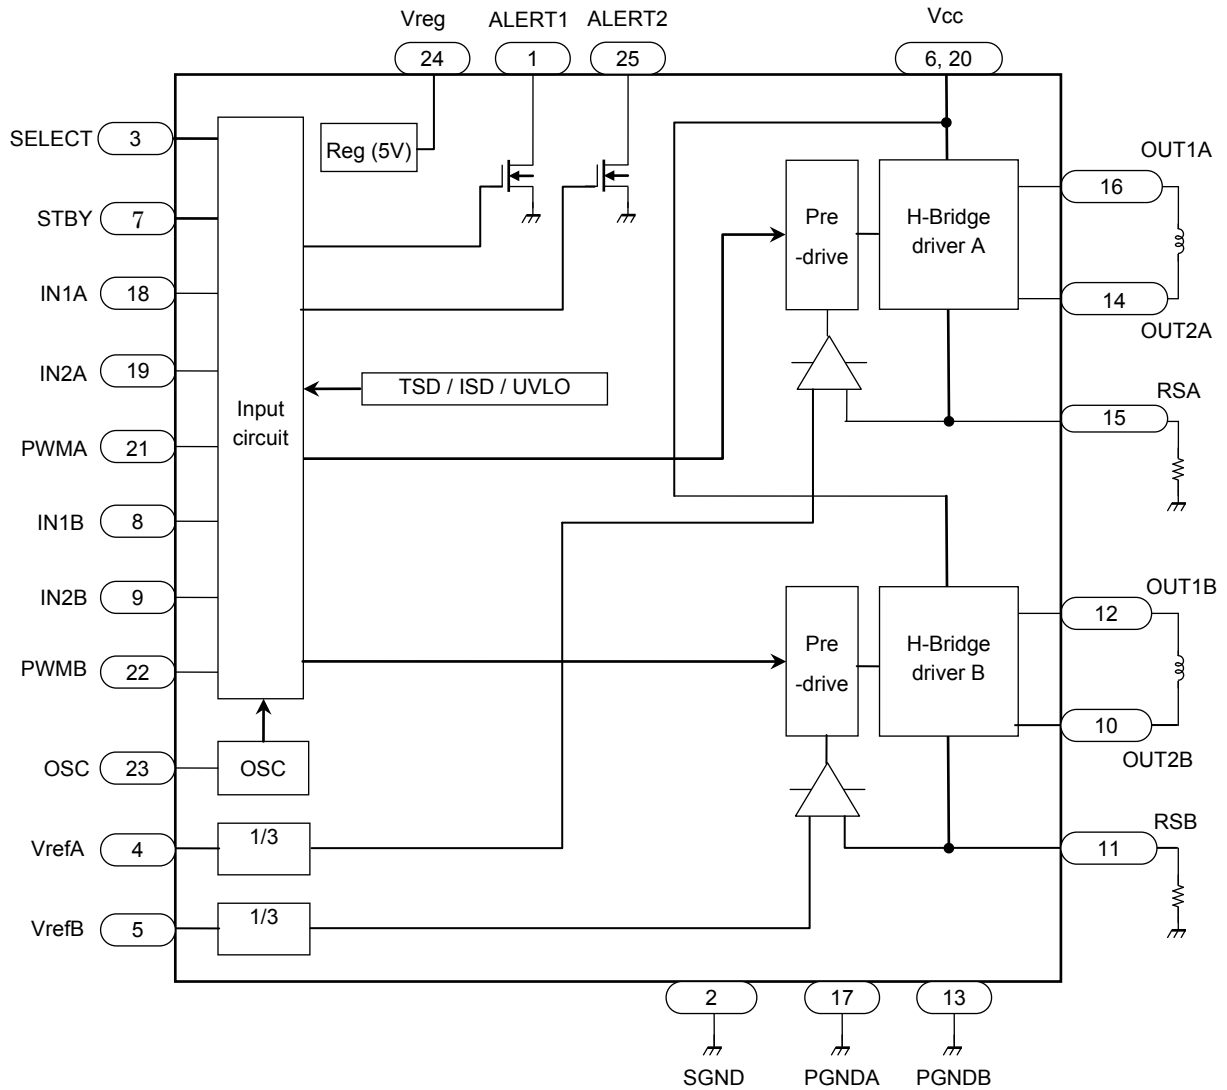 Vreg ALERT1 ALERT2 Vcc
24 1 25 6, 20
SELECT 3
Reg (5V)
OUT1A
16
STBY 7
Pre
-drive
H-Bridge
driver A
IN1A 18
14
OUT2A
IN2A 19
TSD / ISD / UVLO
RSA
15
Input
circuit
PWMA 21
IN1B 8
IN2B 9
OUT1B
12
Pre
-drive
H-Bridge
driver B
PWMB 22
10
OUT2B
OSC 23 OSC
VrefA 4 1/3
RSB
11
VrefB 5 1/3
2 17 13
SGND PGNDA PGNDB